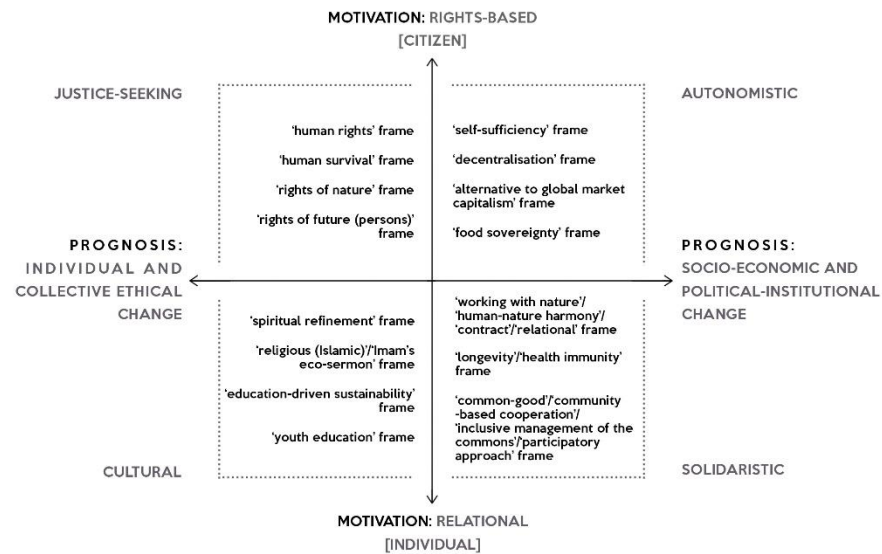 MOTIVATION: RIGHTS-BASED
[CITIZEN]
JUSTICE-SEEKING
AUTONOMISTIC
‘human rights’ frame
‘human survival’ frame
‘rights of nature’ frame
‘rights of future (persons)’
frame
‘self-sufficiency’ frame
‘decentralisation’ frame
‘alternative to global market
capitalism’ frame
‘food sovereignty’ frame
PROGNOSIS:
INDIVIDUAL AND
COLLECTIVE ETHICAL
CHANGE
PROGNOSIS:
SOCIO-ECONOMIC AND
POLITICAL-INSTITUTIONAL
CHANGE
‘spiritual refinement’ frame
‘religious (Islamic)’/‘Imam’s
eco-sermon’ frame
‘education-driven sustainability’
frame
‘youth education’ frame
‘working with nature’/
‘human-nature harmony’/
‘contract’/‘relational’ frame
‘longevity’/‘health immunity’
frame
‘common-good’/‘community
-based cooperation’/
‘inclusive management of the
commons’/‘participatory
approach’ frame
CULTURAL
SOLIDARISTIC
MOTIVATION: RELATIONAL
[INDIVIDUAL]